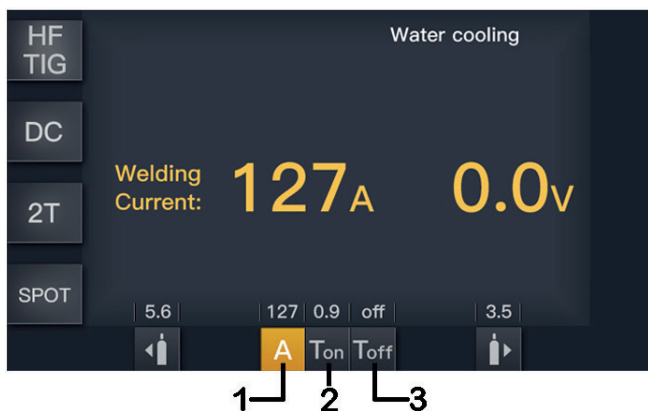 HF
TIG
Water cooling
DC
Welding
Current:
127A
0.0V
2T
SPOT
5.6
127
0.9
off
3.5
A
Ton
Toff
1
2
3